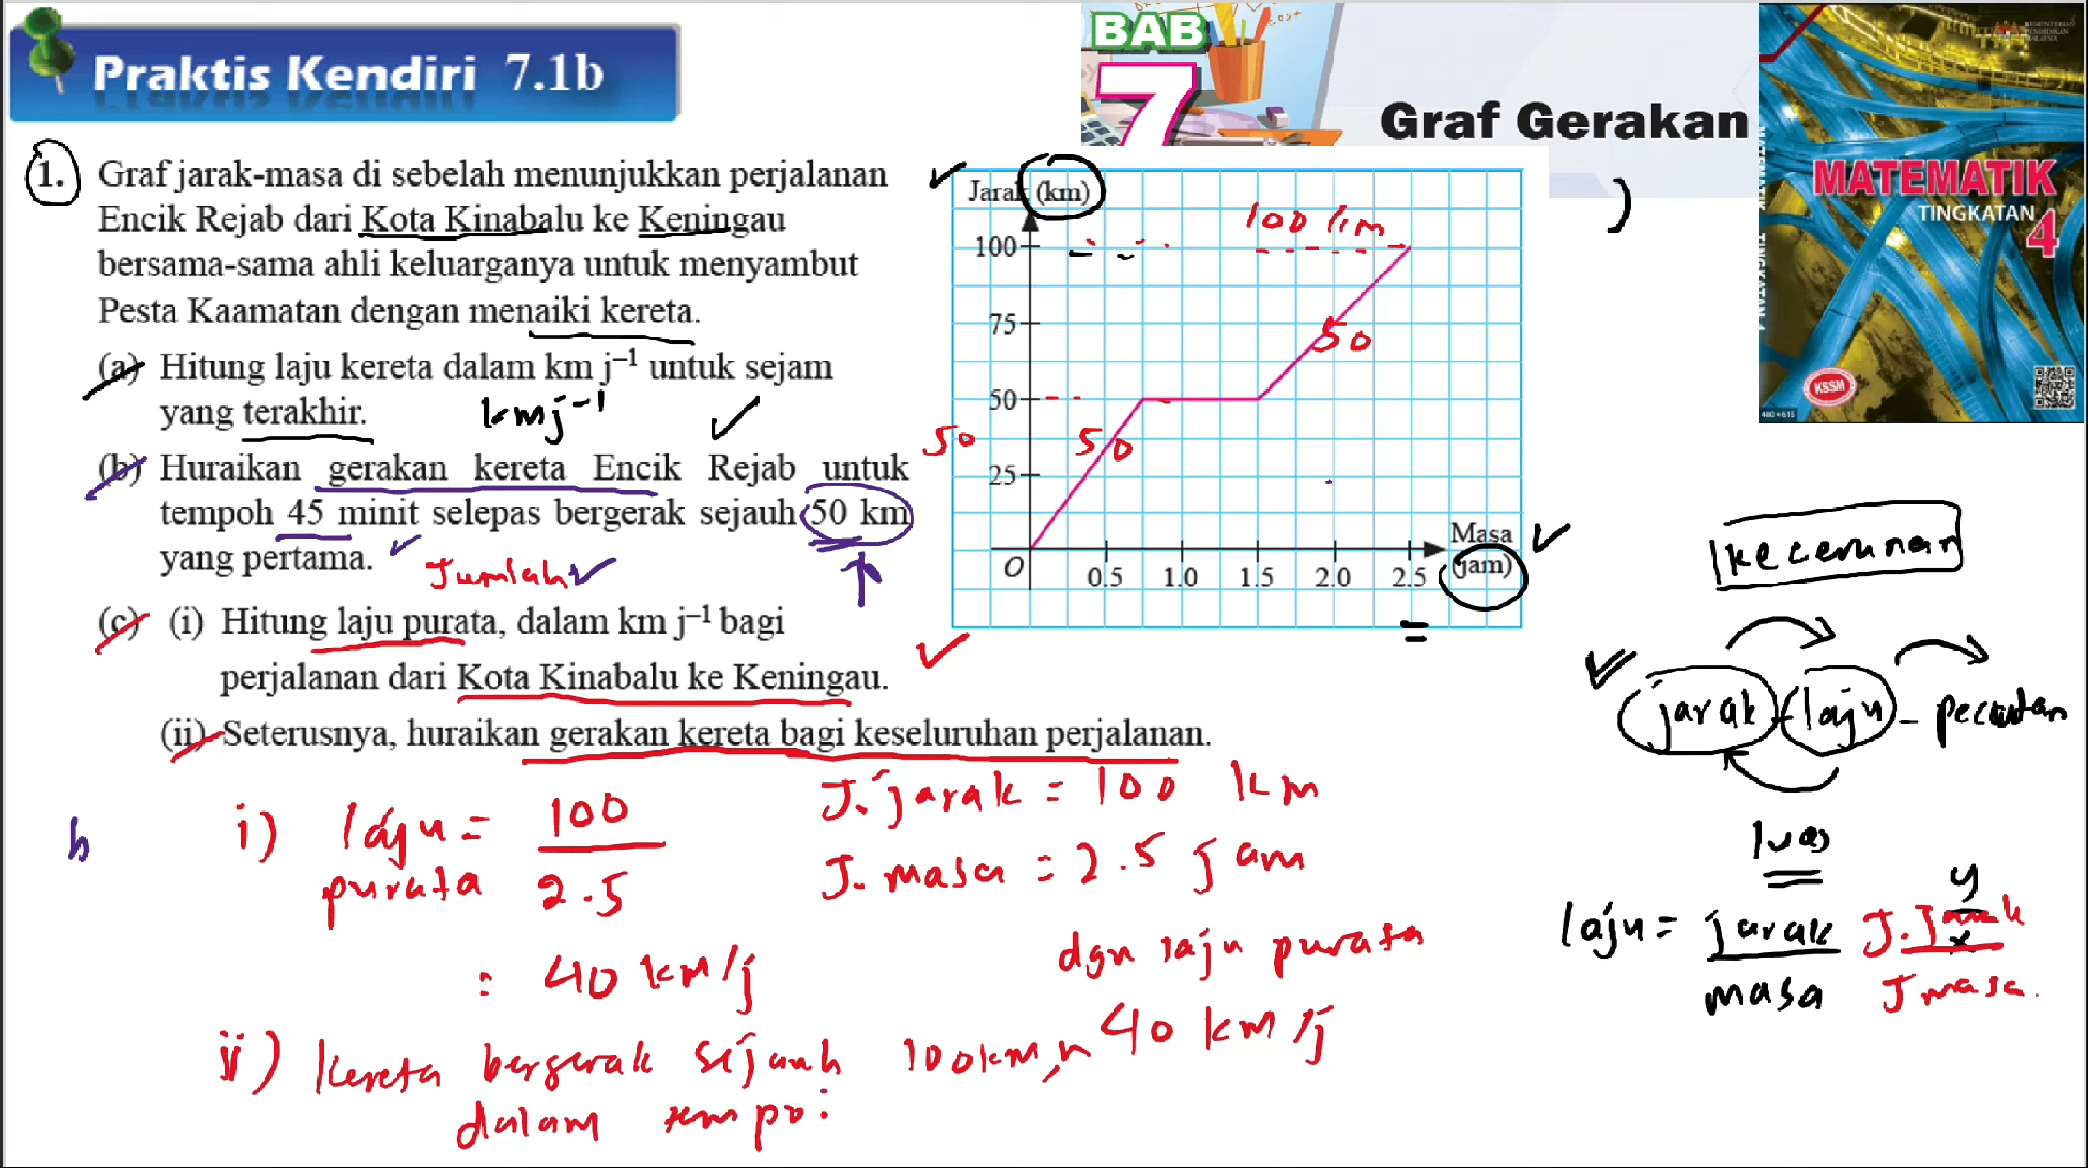 Praktis Kendiri 7.1b
BAB
7
Graf Gerakan
MATEMATIK
TINGKATAN 4
KSSM
1. Graf jarak-masa di sebelah menunjukkan perjalanan
Encik Rejab dari Kota Kinabalu ke Keningau
bersama-sama ahli keluarganya untuk menyambut
Pesta Kaamatan dengan menaiki kereta.
(a) Hitung laju kereta dalam km j⁻¹ untuk sejam
yang terakhir.
kmj⁻¹
(b) Huraikan gerakan kereta Encik Rejab untuk
tempoh 45 minit selepas bergerak sejauh 50 km
yang pertama.
Jumlah
(c) (i) Hitung laju purata, dalam km j⁻¹ bagi
perjalanan dari Kota Kinabalu ke Keningau.
(ii) Seterusnya, huraikan gerakan kereta bagi keseluruhan perjalanan.
Jarak (km)
100 km
100
75
50
50
50
50
25
Masa
(jam)
O 0.5 1.0 1.5 2.0 2.5
kecerunan
jarak - laju - pecutan
luas
laju = jarak
masa
y
x
J. Jarak
J masa.
b
i) laju purata = 100
2.5
= 40 km/j
J. jarak = 100 km
J. masa = 2.5 jam
dgn laju purata
40 km/j
ii) Kereta bergerak sejauh 100km,
dalam tempo